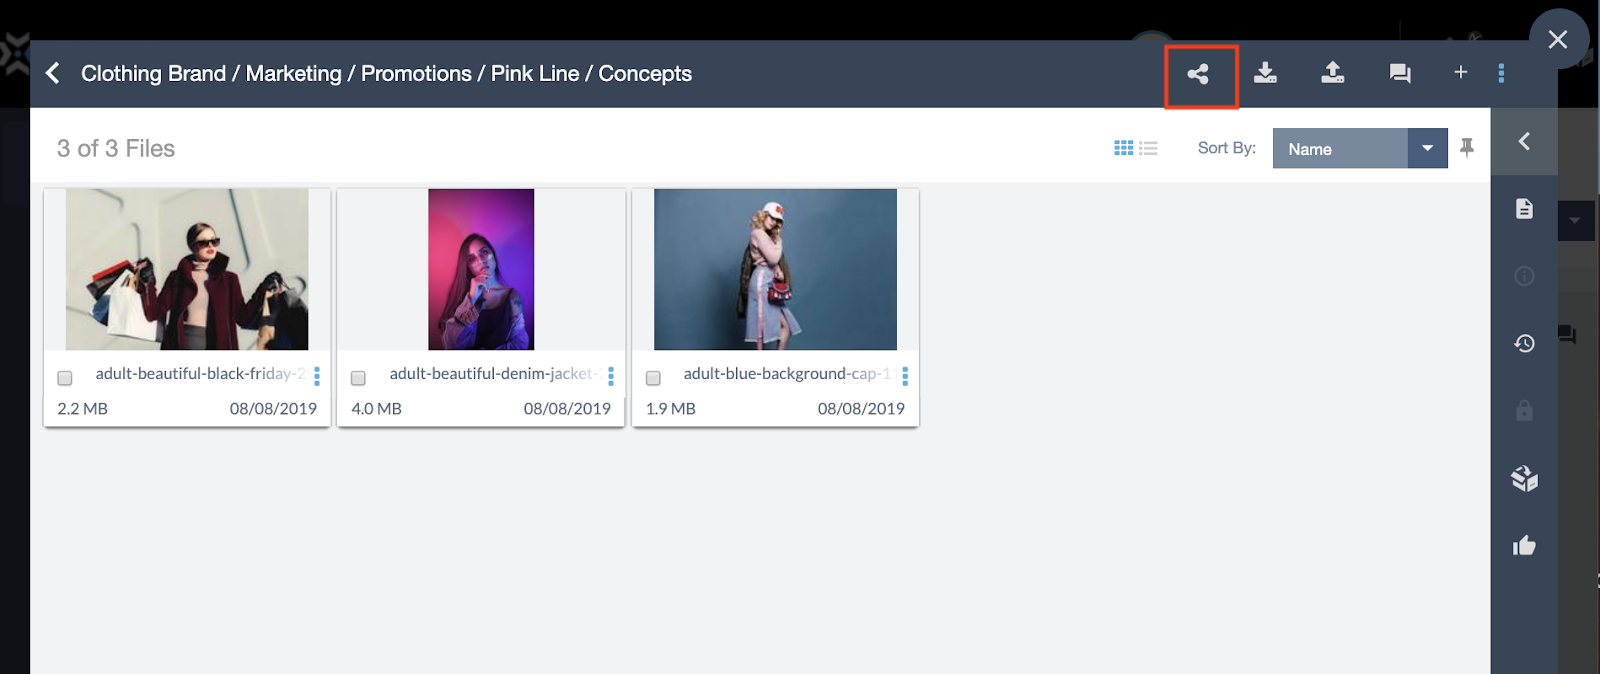 Clothing Brand / Marketing / Promotions / Pink Line / Concepts
3 of 3 Files
Sort By:
Name
adult-beautiful-black-friday-2
adult-beautiful-denim-jacket-
adult-blue-background-cap-1
2.2 MB
08/08/2019
4.0 MB
08/08/2019
1.9 MB
08/08/2019